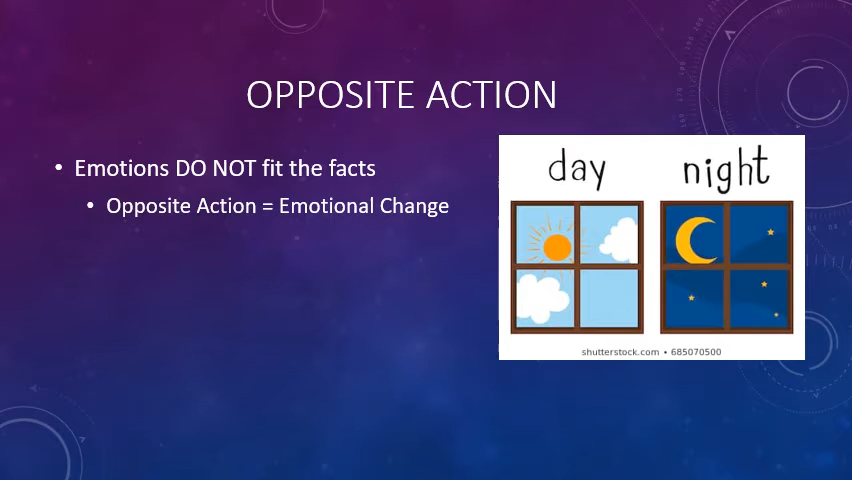 OPPOSITE ACTION
• Emotions DO NOT fit the facts
• Opposite Action = Emotional Change
day night
shutterstock.com • 685070500